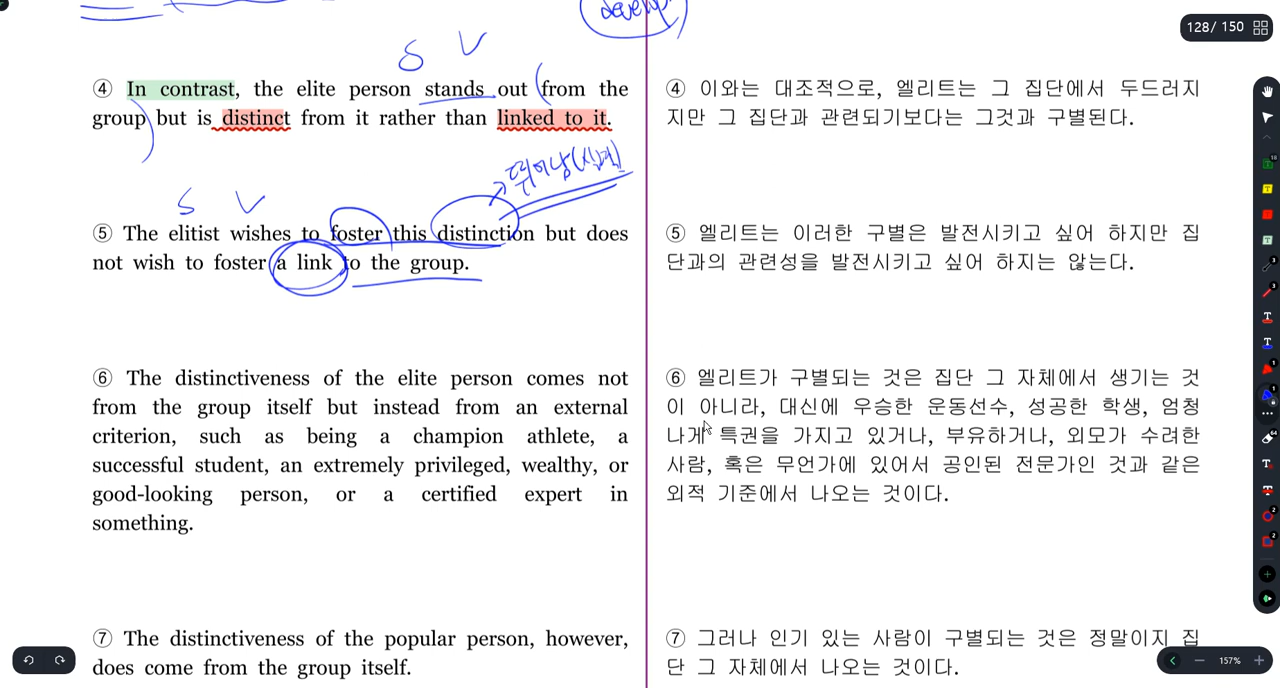 develop
128/ 150
S V
④ In contrast, the elite person stands out from the
group but is distinct from it rather than linked to it.
④ 이와는 대조적으로, 엘리트는 그 집단에서 두드러지
지만 그 집단과 관련되기보다는 그것과 구별된다.
S V
⑤ The elitist wishes to foster this distinction but does
not wish to foster a link to the group.
⑤ 엘리트는 이러한 구별은 발전시키고 싶어 하지만 집
단과의 관련성을 발전시키고 싶어 하지는 않는다.
⑥ The distinctiveness of the elite person comes not
from the group itself but instead from an external
criterion, such as being a champion athlete, a
successful student, an extremely privileged, wealthy, or
good-looking person, or a certified expert in
something.
⑥ 엘리트가 구별되는 것은 집단 그 자체에서 생기는 것
이 아니라, 대신에 우승한 운동선수, 성공한 학생, 엄청
나게 특권을 가지고 있거나, 부유하거나, 외모가 수려한
사람, 혹은 무언가에 있어서 공인된 전문가인 것과 같은
외적 기준에서 나오는 것이다.
⑦ The distinctiveness of the popular person, however,
does come from the group itself.
⑦ 그러나 인기 있는 사람이 구별되는 것은 정말이지 집
단 그 자체에서 나오는 것이다.
157%